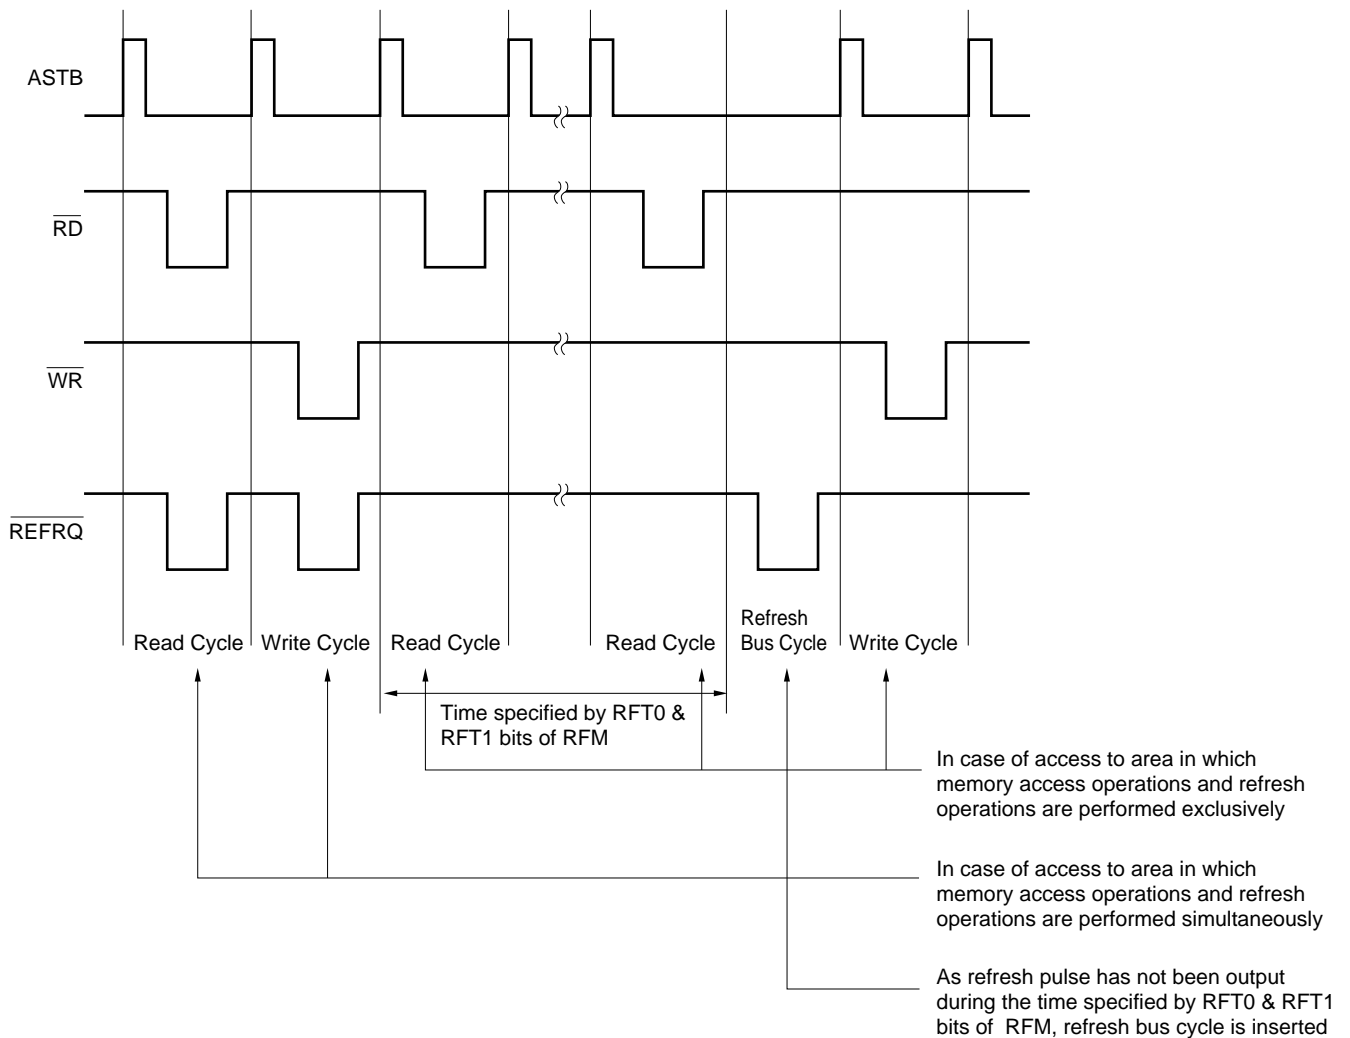 ASTB
RD
WR
REFRQ
Refresh
Read Cycle Write Cycle Read Cycle Read Cycle Bus Cycle Write Cycle
Time specified by RFT0 &
RFT1 bits of RFM
In case of access to area in which
memory access operations and refresh
operations are performed exclusively
In case of access to area in which
memory access operations and refresh
operations are performed simultaneously
As refresh pulse has not been output
during the time specified by RFT0 & RFT1
bits of RFM, refresh bus cycle is inserted